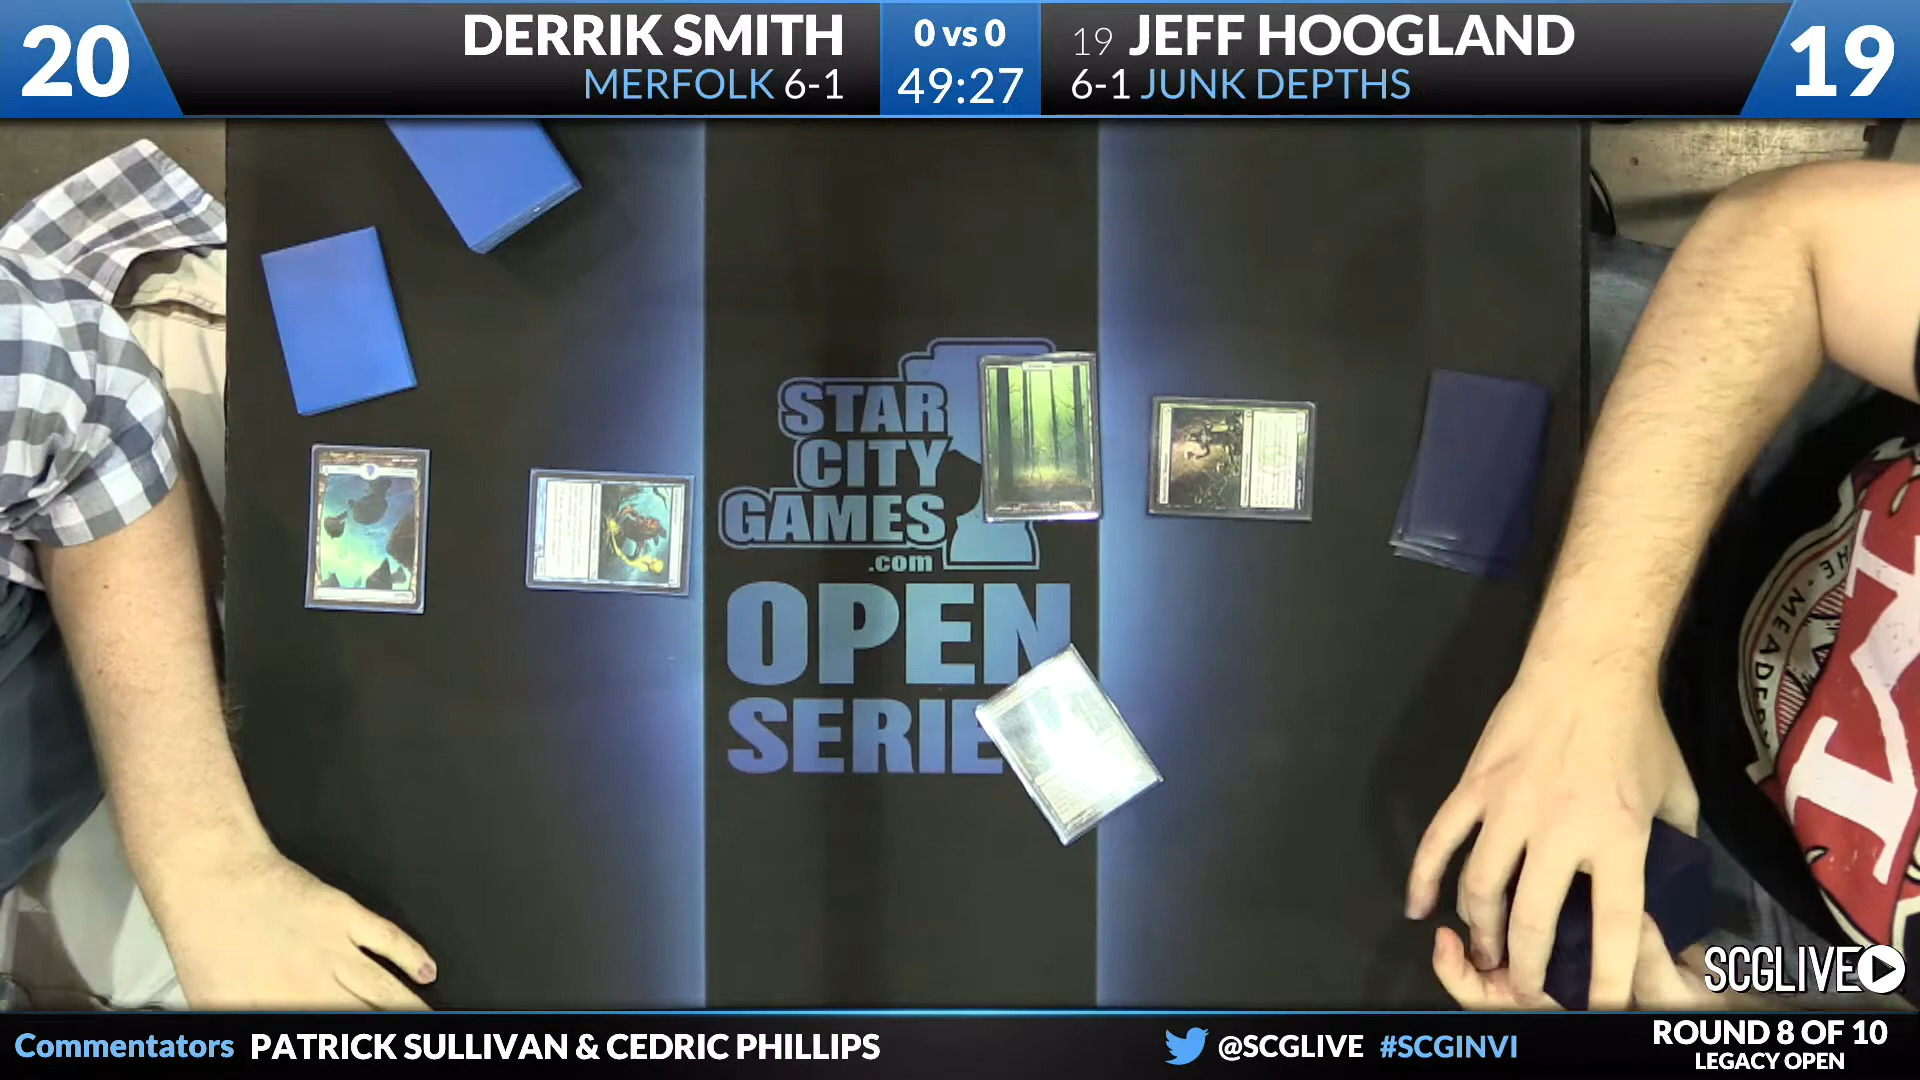 20
DERRIK SMITH
MERFOLK 6-1
0 vs 0
49:27
19 JEFF HOOGLAND
6-1 JUNK DEPTHS
19
STAR
CITY
GAMES
.com
OPEN
SERIE
SCGLIVE
Commentators PATRICK SULLIVAN & CEDRIC PHILLIPS
@SCGLIVE #SCGINVI
ROUND 8 OF 10
LEGACY OPEN